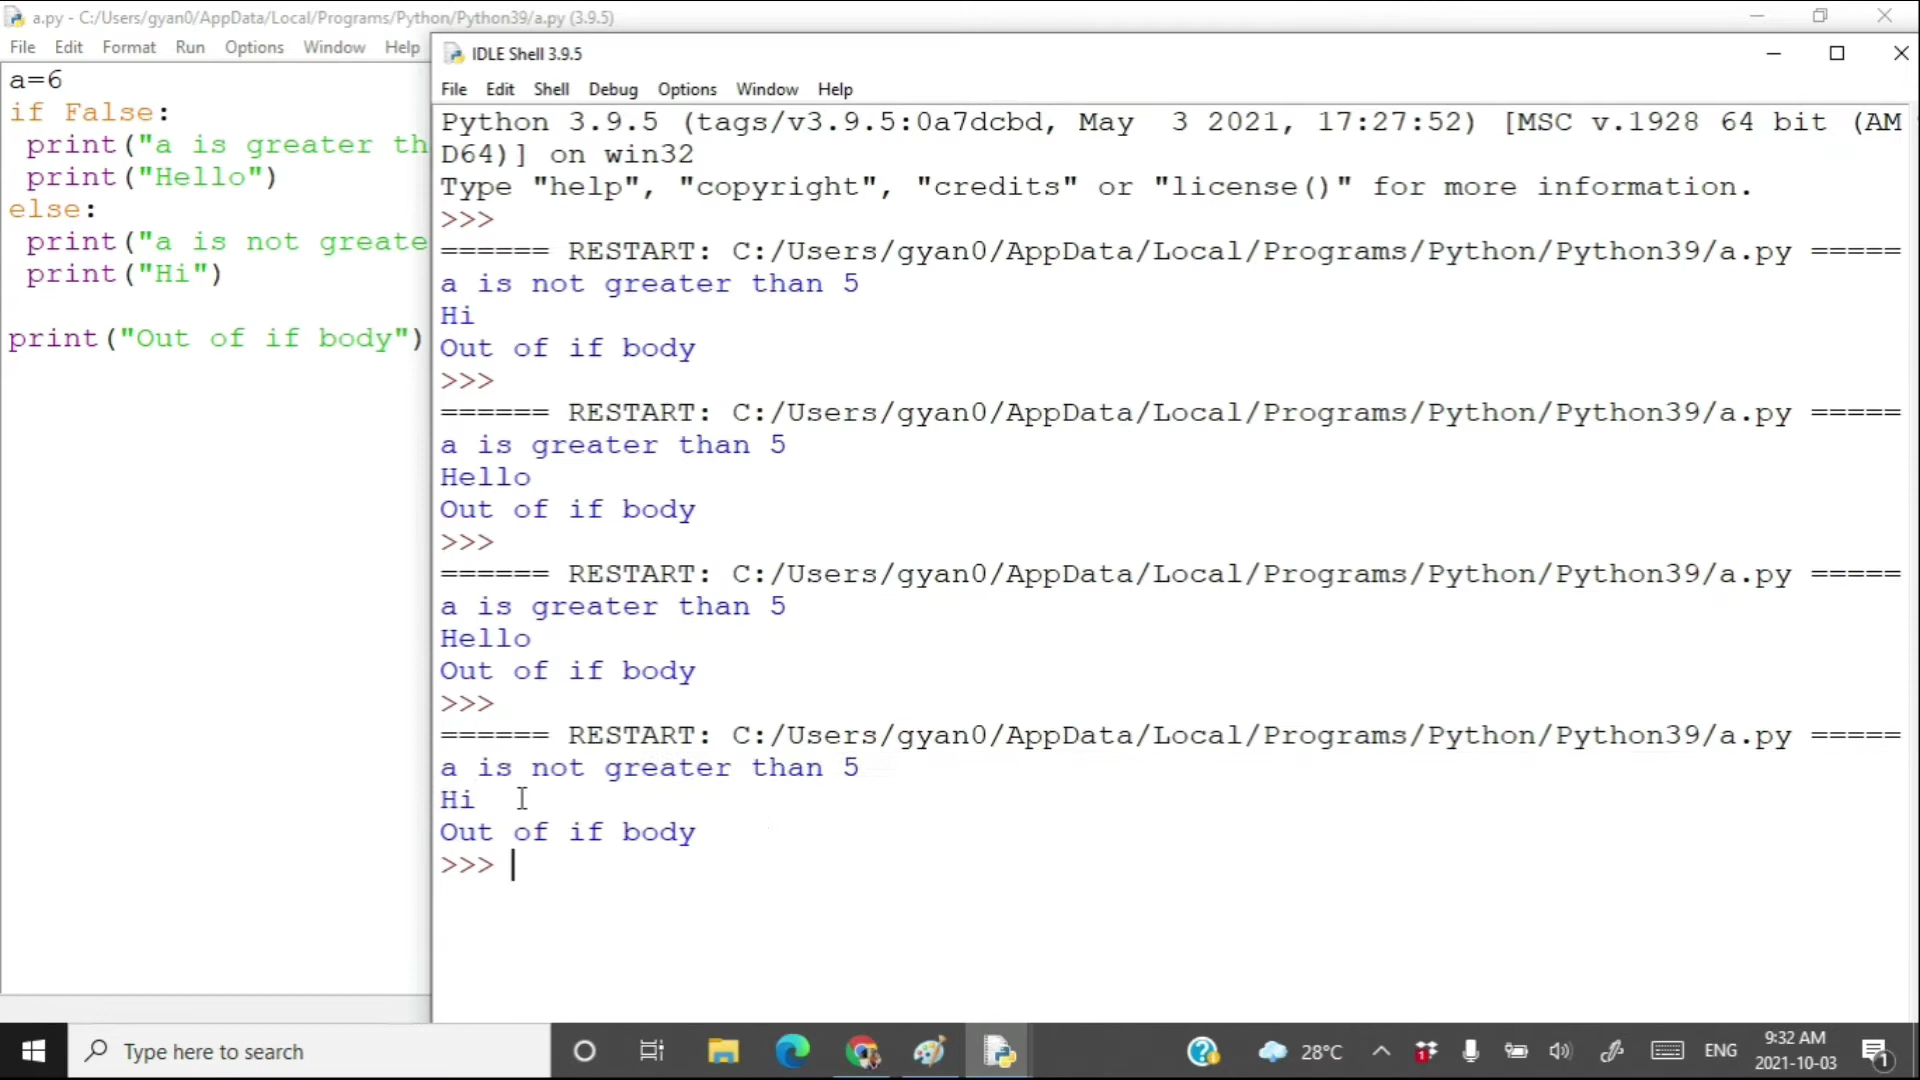 a.py - C:/Users/gyan0/AppData/Local/Programs/Python/Python39/a.py (3.9.5)
File Edit Format Run Options Window Help
a=6
if False:
 print("a is greater th
 print("Hello")
else:
 print("a is not greate
 print("Hi")
print("Out of if body")
IDLE Shell 3.9.5
File Edit Shell Debug Options Window Help
Python 3.9.5 (tags/v3.9.5:0a7dcbd, May  3 2021, 17:27:52) [MSC v.1928 64 bit (AM
D64)] on win32
Type "help", "copyright", "credits" or "license()" for more information.
>>>
====== RESTART: C:/Users/gyan0/AppData/Local/Programs/Python/Python39/a.py =====
a is not greater than 5
Hi
Out of if body
>>>
====== RESTART: C:/Users/gyan0/AppData/Local/Programs/Python/Python39/a.py =====
a is greater than 5
Hello
Out of if body
>>>
====== RESTART: C:/Users/gyan0/AppData/Local/Programs/Python/Python39/a.py =====
a is greater than 5
Hello
Out of if body
>>>
====== RESTART: C:/Users/gyan0/AppData/Local/Programs/Python/Python39/a.py =====
a is not greater than 5
Hi
Out of if body
>>>
Type here to search
28°C
1
ENG
9:32 AM
2021-10-03
1